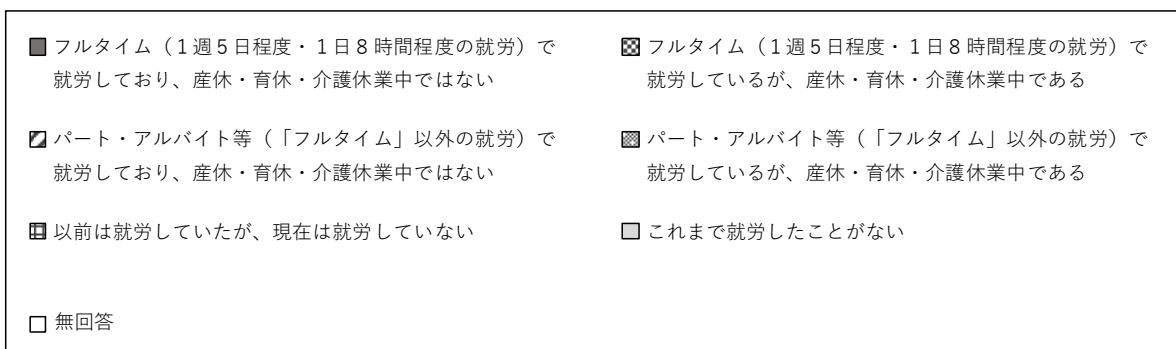 フルタイム（１週５日程度・１日８時間程度の就労）で
就労しており、産休・育休・介護休業中ではない
フルタイム（１週５日程度・１日８時間程度の就労）で
就労しているが、産休・育休・介護休業中である
パート・アルバイト等（「フルタイム」以外の就労）で
就労しており、産休・育休・介護休業中ではない
パート・アルバイト等（「フルタイム」以外の就労）で
就労しているが、産休・育休・介護休業中である
以前は就労していたが、現在は就労していない
これまで就労したことがない
無回答